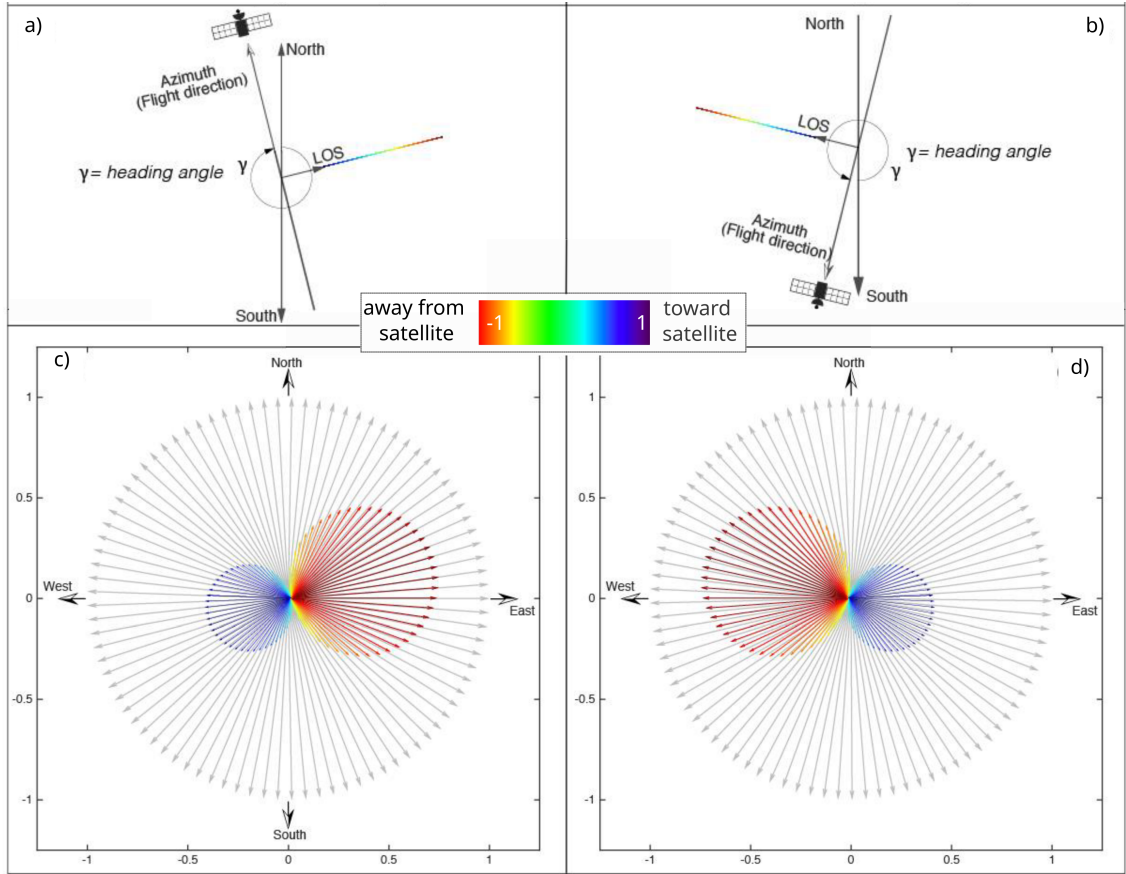 a)
North
Azimuth
(Flight direction)
LOS
γ
γ= heading angle
South
b)
North
LOS
γ= heading angle
γ
Azimuth
(Flight direction)
South
away from
satellite
-1
1
toward
satellite
c)
North
1
0.5
West
0
East
-0.5
-1
South
-1
-0.5
0
0.5
1
d)
North
1
0.5
West
0
East
-0.5
-1
-1
-0.5
0
0.5
1